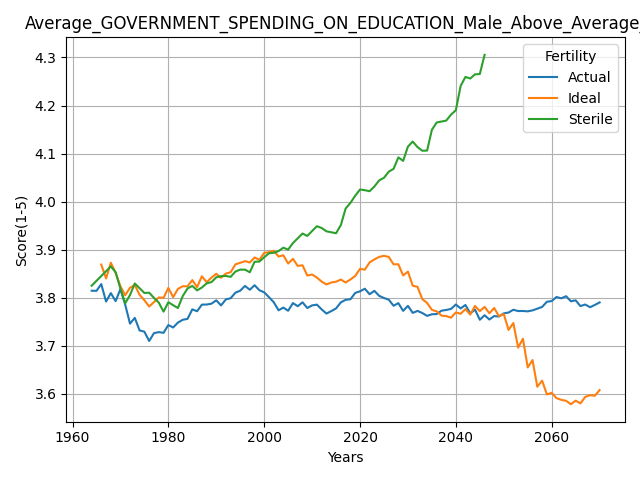 Average_GOVERNMENT_SPENDING_ON_EDUCATION_Male_Above_Average_
4.3
4.2
4.1
4.0
3.9
3.8
3.7
3.6
Score(1-5)
Fertility
Actual
Ideal
Sterile
1960 1980 2000 2020 2040 2060
Years